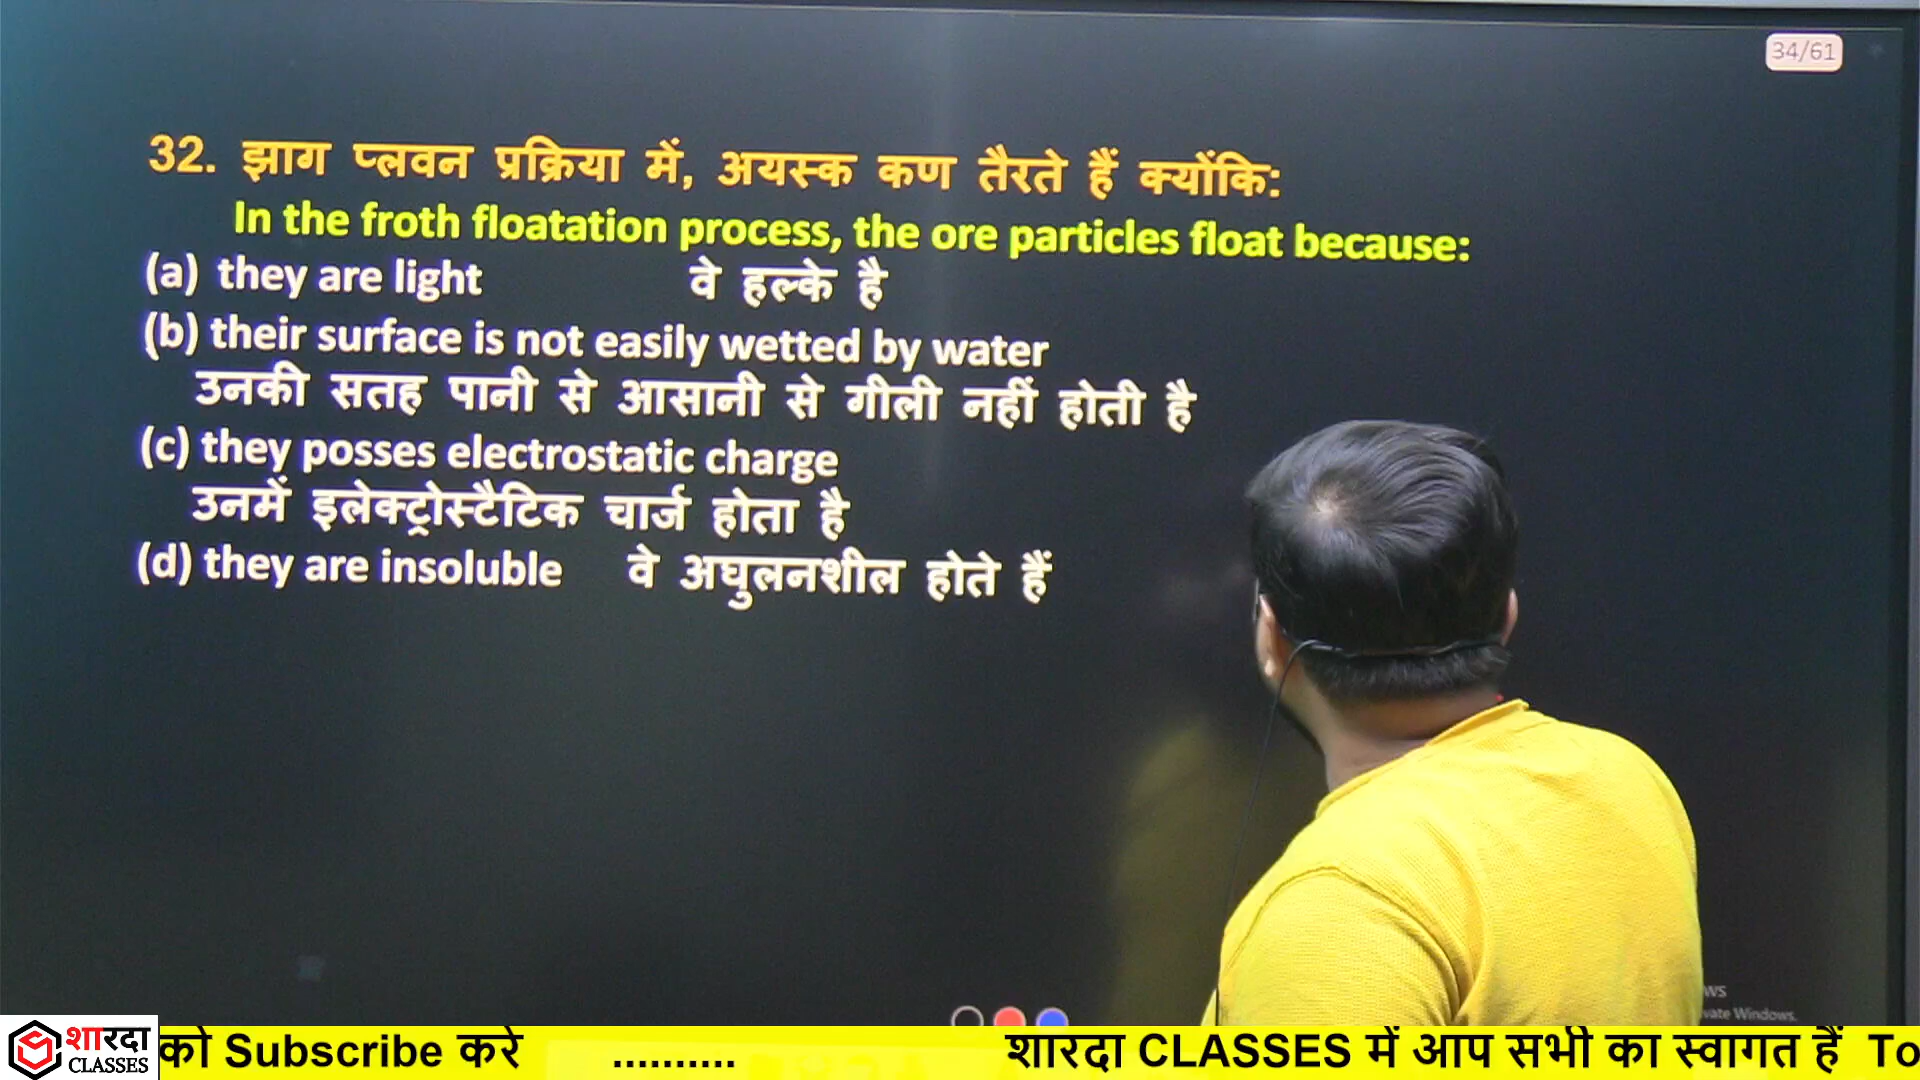 34/61
32. झाग प्लवन प्रक्रिया में, अयस्क कण तैरते हैं क्योंकि:
In the froth floatation process, the ore particles float because:
(a) they are light वे हल्के है
(b) their surface is not easily wetted by water
उनकी सतह पानी से आसानी से गीली नहीं होती है
(c) they posses electrostatic charge
उनमें इलेक्ट्रोस्टैटिक चार्ज होता है
(d) they are insoluble वे अघुलनशील होते हैं
Windows.
शारदा CLASSES
को Subscribe करे .......... शारदा CLASSES में आप सभी का स्वागत हैं To